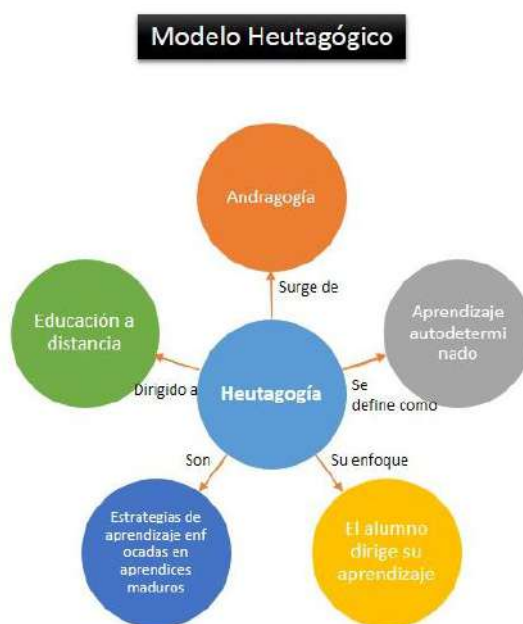 Modelo Heutagógico
Andragogía
Surge de
Educación a
distancia
Aprendizaje
autodetermi
nado
Dirigido a
Heutagogía
Se
define como
Son
Su enfoque
Estrategias de
aprendizaje enf
ocadas en
aprendices
maduros
El alumno
dirige su
aprendizaje